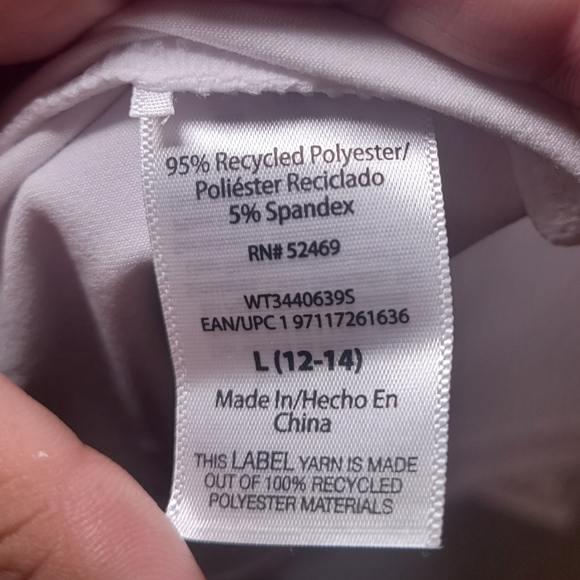 95% Recycled Polyester/
Poliéster Reciclado
5% Spandex
RN# 52469
WT3440639S
EAN/UPC 1 97117261636
L (12-14)
Made In/Hecho En
China
THIS LABEL YARN IS MADE
OUT OF 100% RECYCLED
POLYESTER MATERIALS